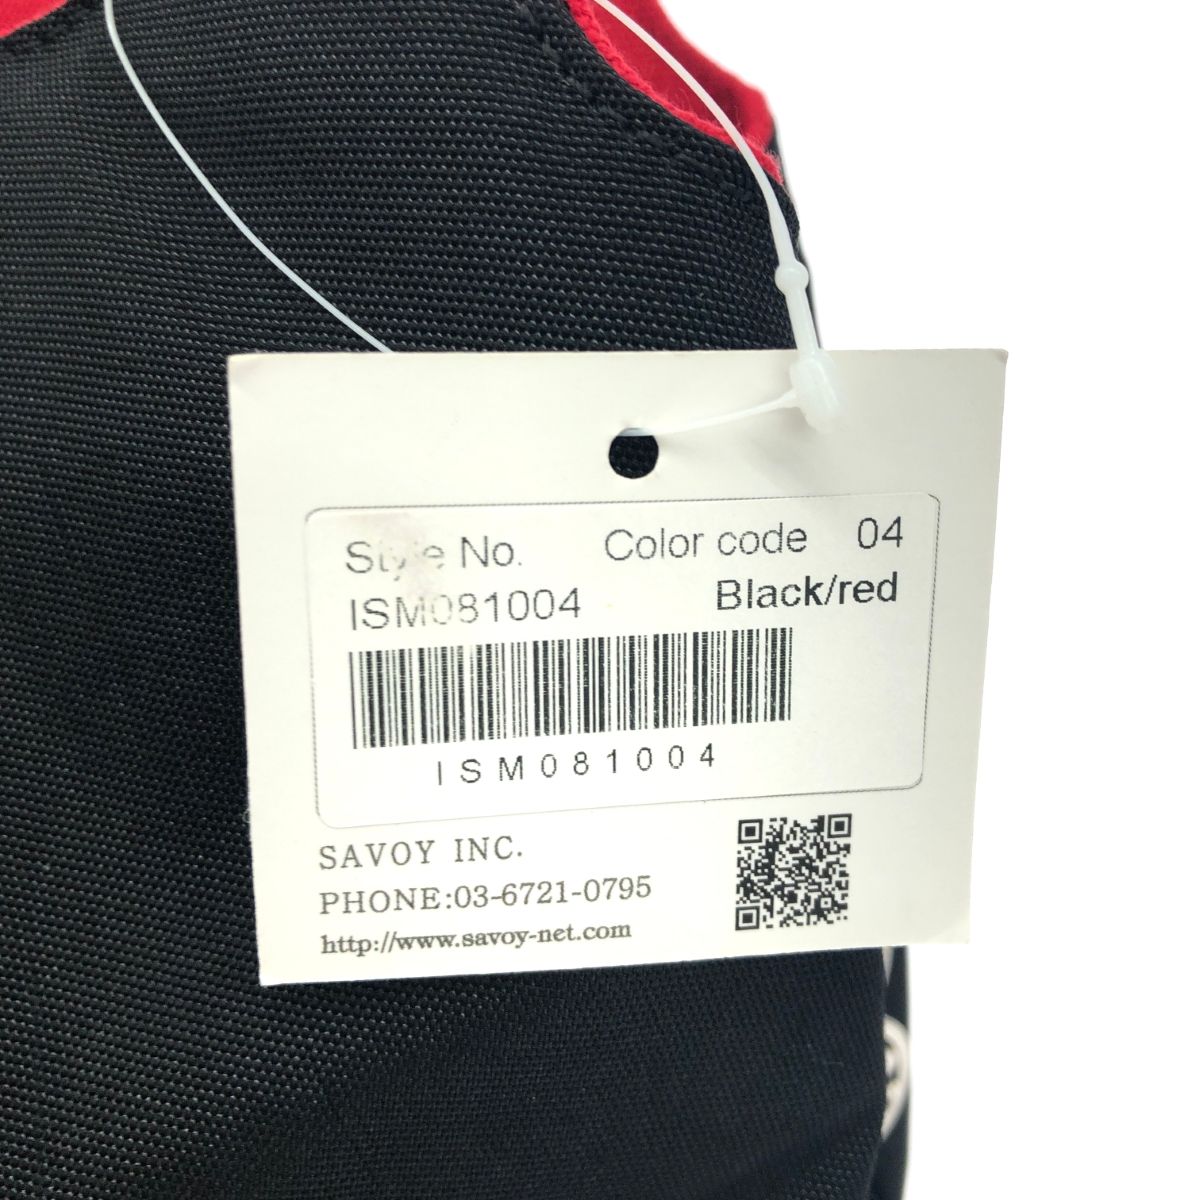 Style No.
ISM081004
Color code 04
Black/red
ISM081004
SAVOY INC.
PHONE:03-6721-0795
http://www.savoy-net.com